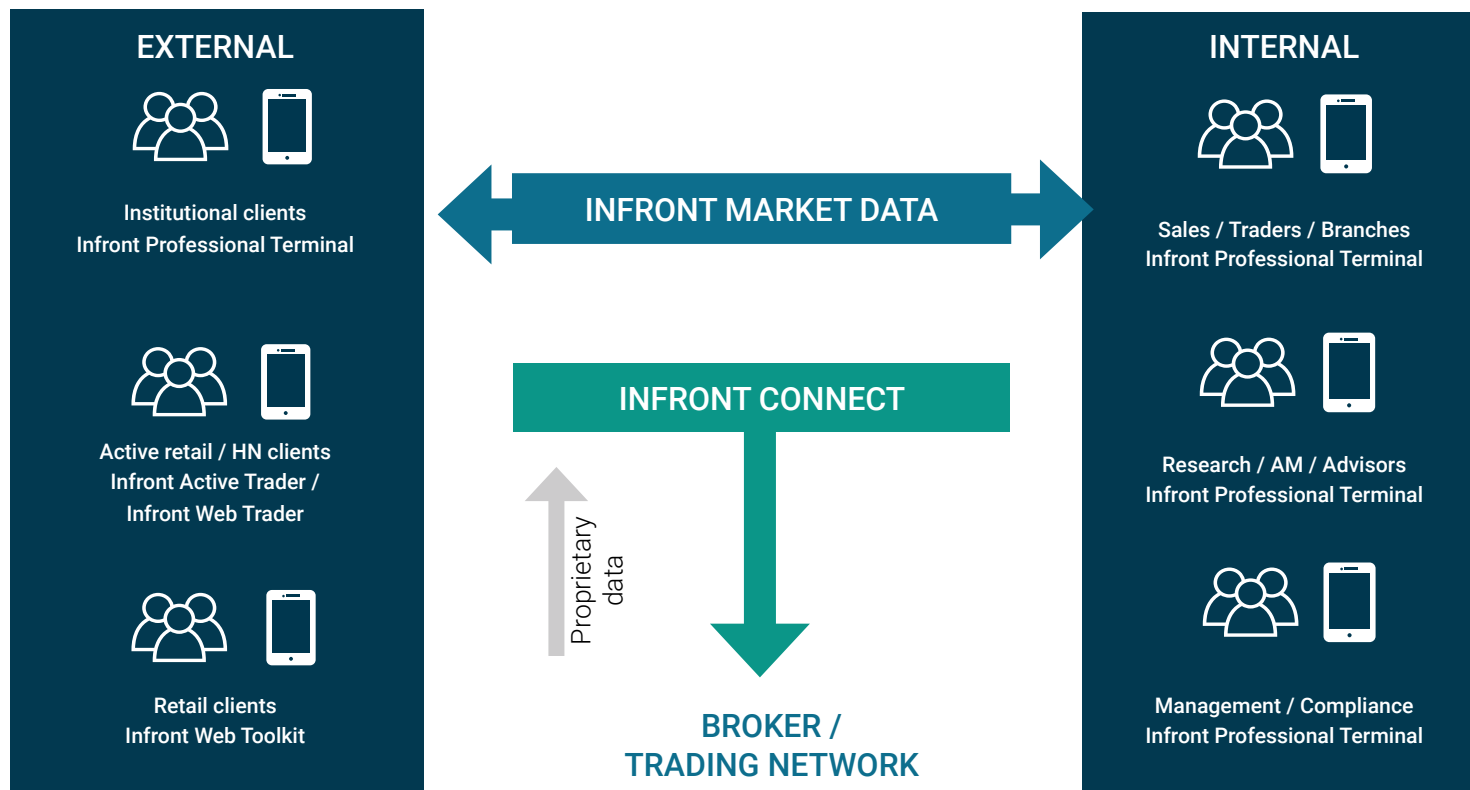 EXTERNAL
Institutional clients
Infront Professional Terminal
Active retail / HN clients
Infront Active Trader /
Infront Web Trader
Retail clients
Infront Web Toolkit
INFRONT MARKET DATA
INFRONT CONNECT
Proprietary
data
BROKER /
TRADING NETWORK
INTERNAL
Sales / Traders / Branches
Infront Professional Terminal
Research / AM / Advisors
Infront Professional Terminal
Management / Compliance
Infront Professional Terminal